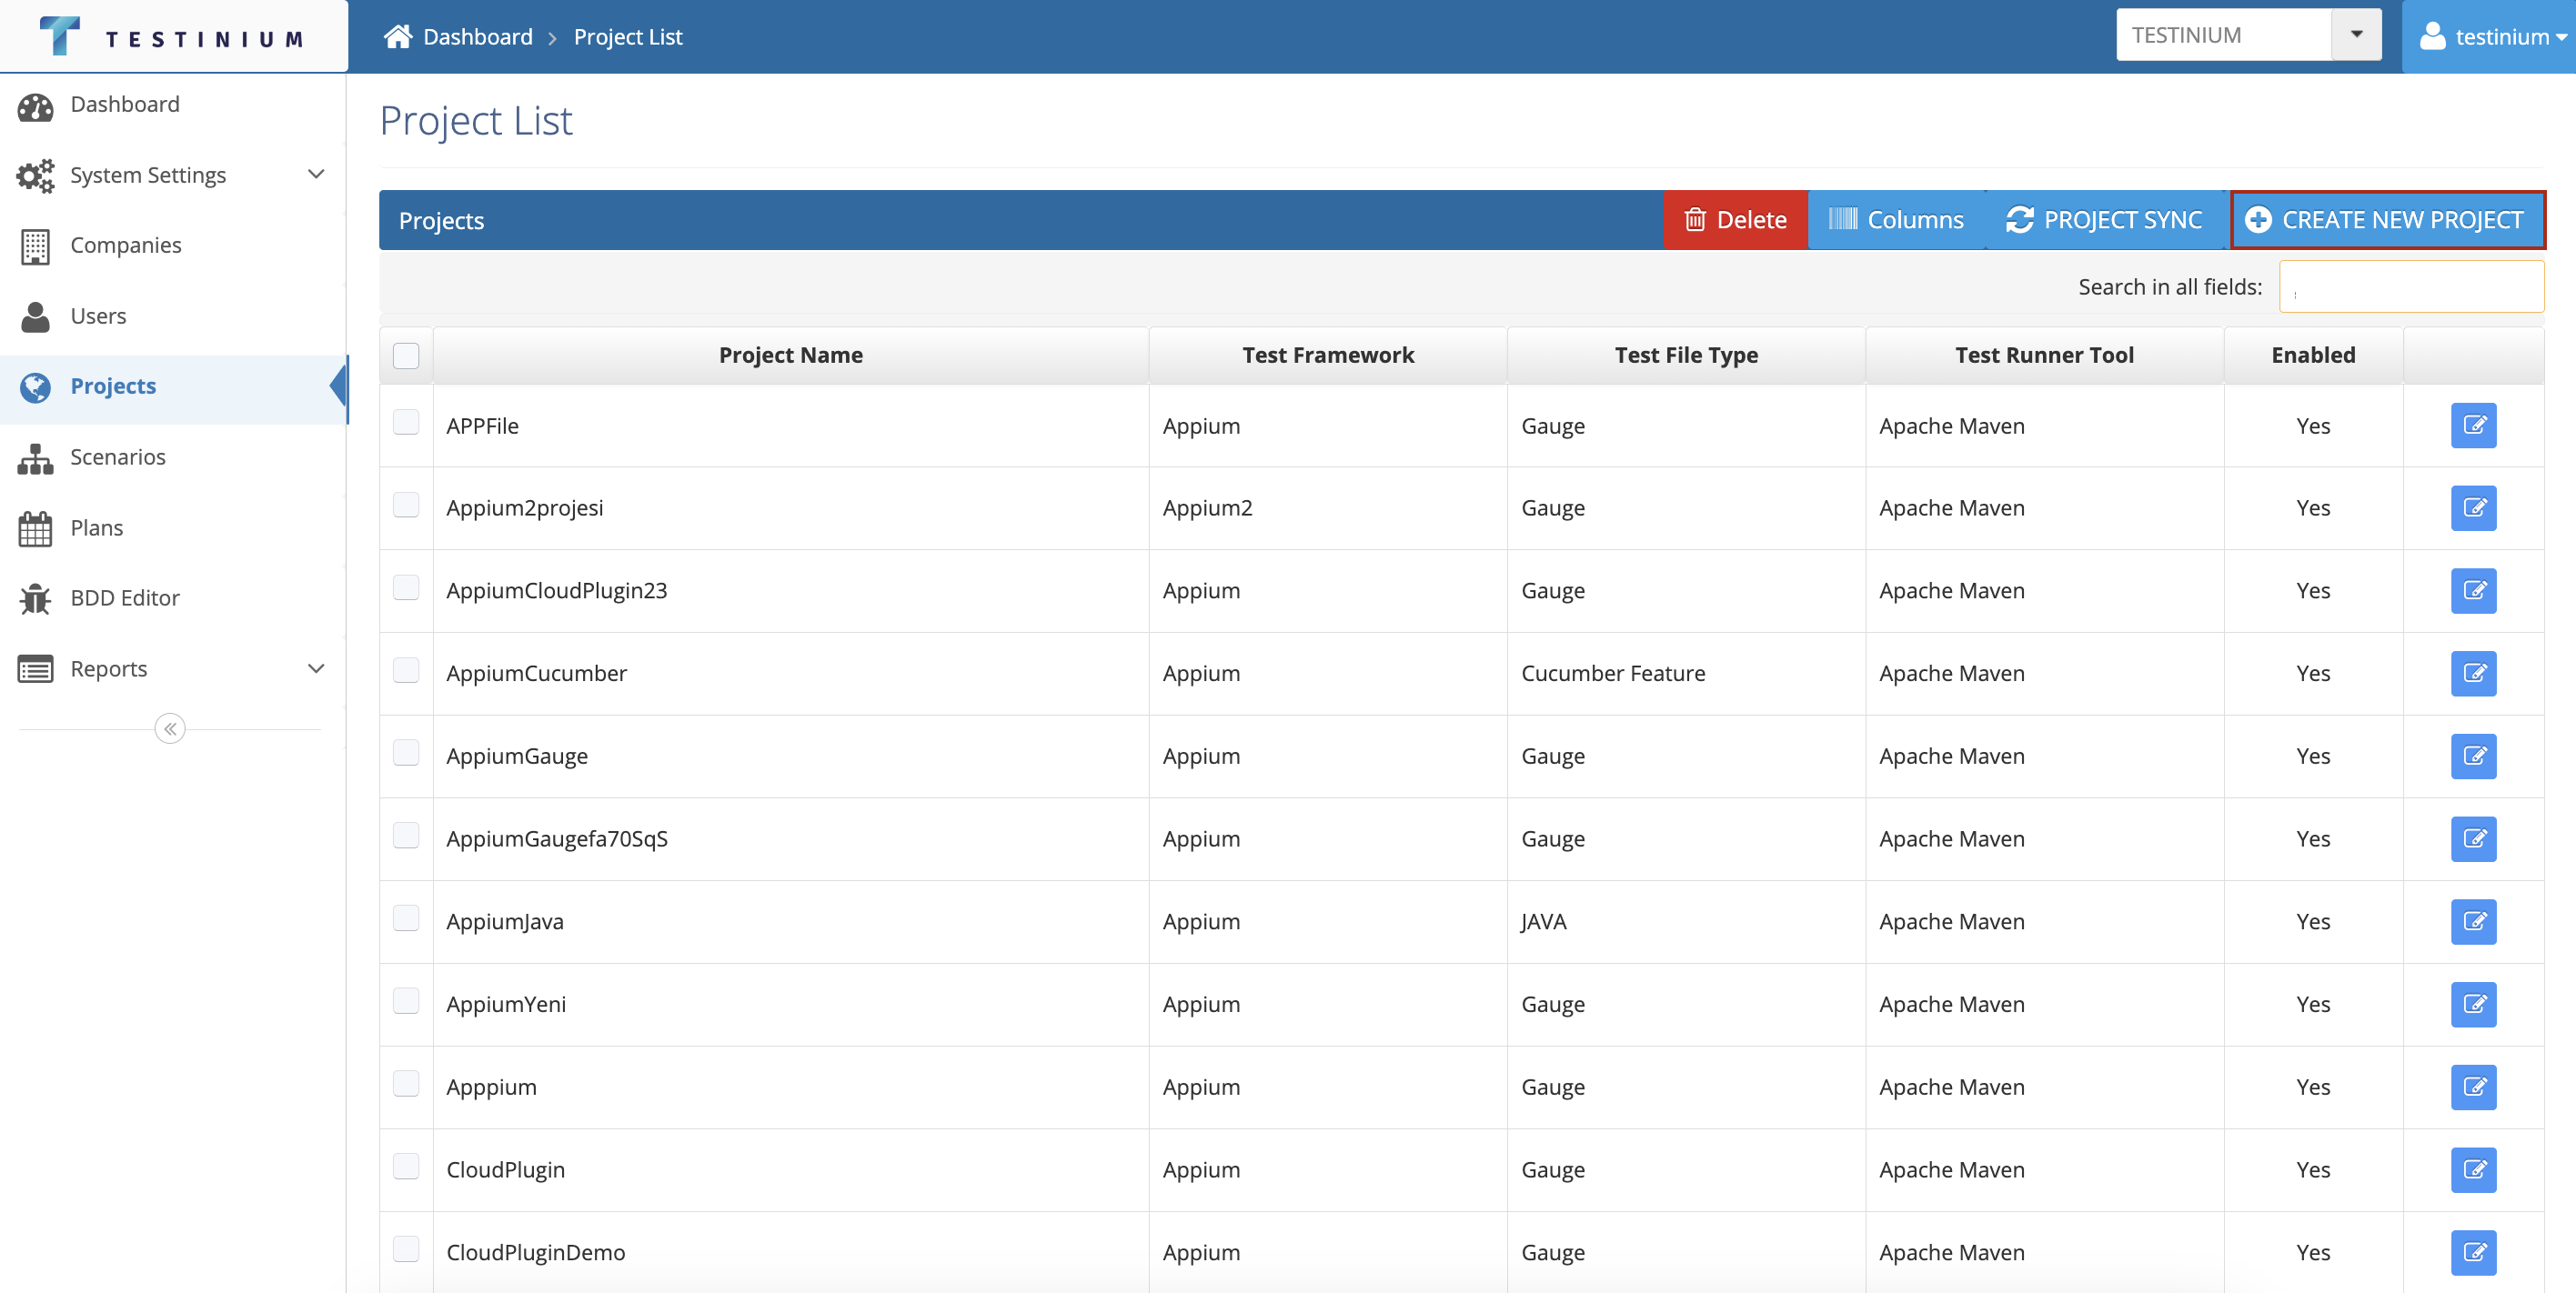 TESTINIUM
Dashboard > Project List
TESTINIUM
testinium
Dashboard
System Settings
Companies
Users
Projects
Scenarios
Plans
BDD Editor
Reports
Project List
Projects
Delete
Columns
PROJECT SYNC
CREATE NEW PROJECT
Search in all fields:
Project Name Test Framework Test File Type Test Runner Tool Enabled
APPFile Appium Gauge Apache Maven Yes
Appium2projesi Appium2 Gauge Apache Maven Yes
AppiumCloudPlugin23 Appium Gauge Apache Maven Yes
AppiumCucumber Appium Cucumber Feature Apache Maven Yes
AppiumGauge Appium Gauge Apache Maven Yes
AppiumGaugefa70SqS Appium Gauge Apache Maven Yes
AppiumJava Appium JAVA Apache Maven Yes
AppiumYeni Appium Gauge Apache Maven Yes
Apppium Appium Gauge Apache Maven Yes
CloudPlugin Appium Gauge Apache Maven Yes
CloudPluginDemo Appium Gauge Apache Maven Yes